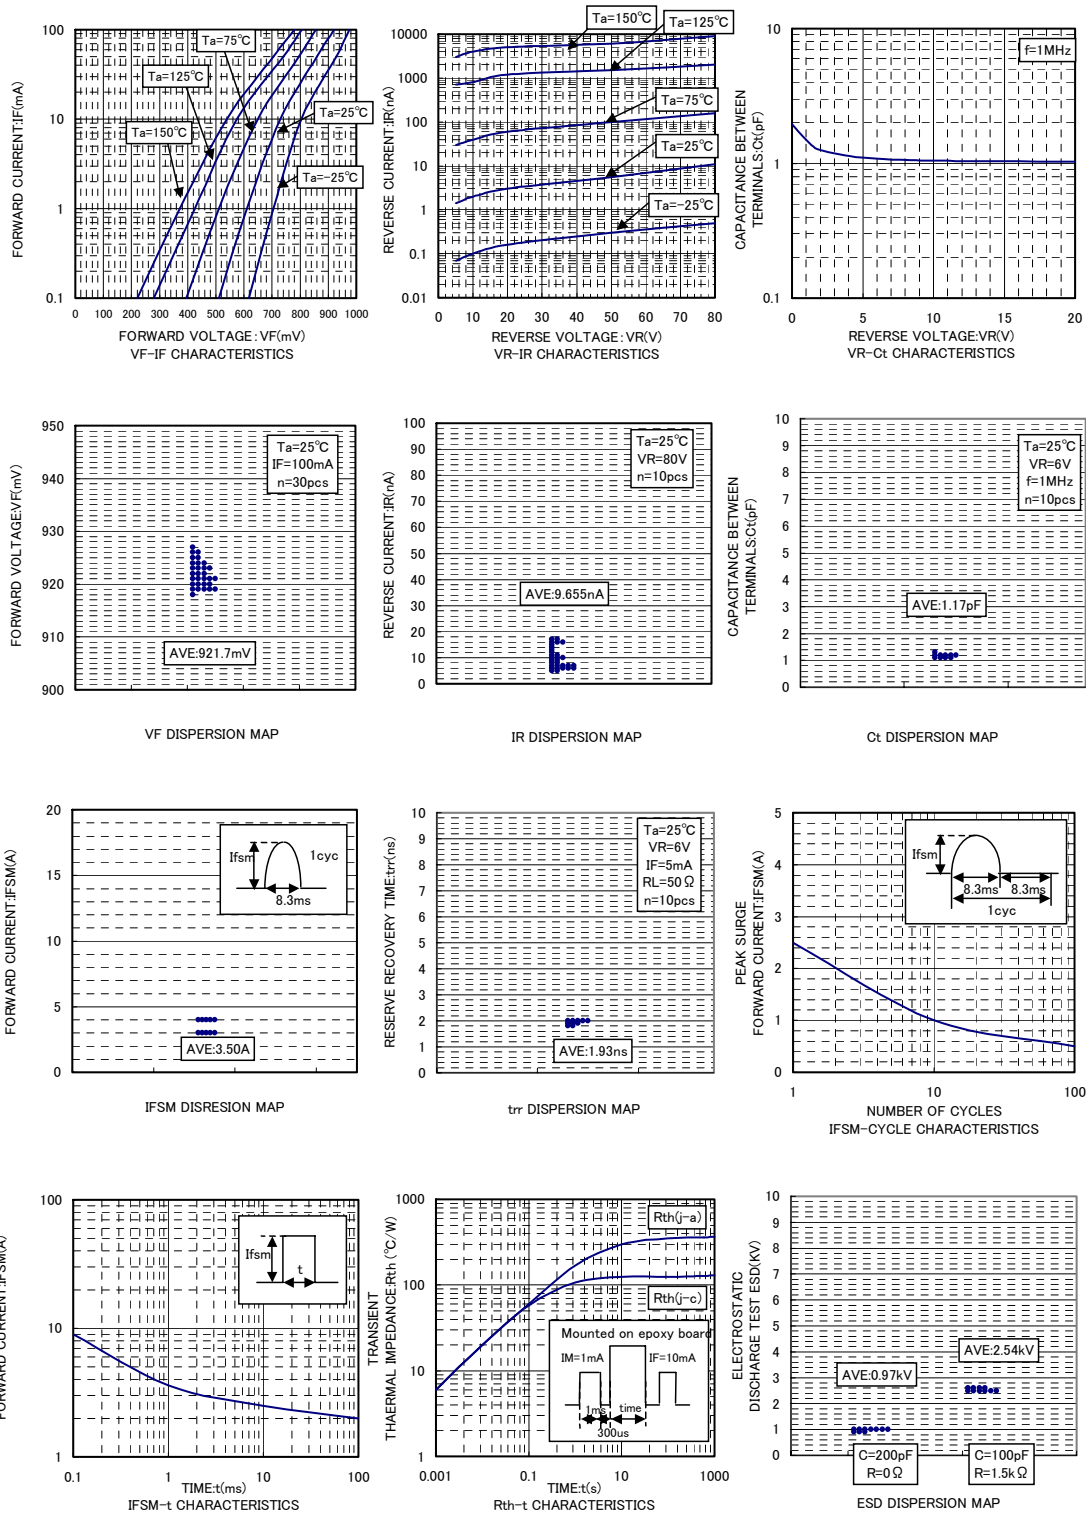 FORWARD CURRENT:IF(mA)
100
10
1
0.1
Ta=75℃
Ta=125℃
Ta=150℃
Ta=25℃
Ta=-25℃
0 100 200 300 400 500 600 700 800 900 1000
FORWARD VOLTAGE:VF(mV)
VF-IF CHARACTERISTICS
REVERSE CURRENT:IR(nA)
10000
1000
100
10
1
0.1
0.01
Ta=150℃
Ta=125℃
Ta=75℃
Ta=25℃
Ta=-25℃
0 10 20 30 40 50 60 70 80
REVERSE VOLTAGE:VR(V)
VR-IR CHARACTERISTICS
CAPACITANCE BETWEEN
TERMINALS:Ct(pF)
10
1
0.1
f=1MHz
0 5 10 15 20
REVERSE VOLTAGE:VR(V)
VR-Ct CHARACTERISTICS
FORWARD VOLTAGE:VF(mV)
950
940
930
920
910
900
Ta=25℃
IF=100mA
n=30pcs
AVE:921.7mV
VF DISPERSION MAP
REVERSE CURRENT:IR(nA)
100
90
80
70
60
50
40
30
20
10
0
Ta=25℃
VR=80V
n=10pcs
AVE:9.655nA
IR DISPERSION MAP
CAPACITANCE BETWEEN
TERMINALS:Ct(pF)
10
9
8
7
6
5
4
3
2
1
0
Ta=25℃
VR=6V
f=1MHz
n=10pcs
AVE:1.17pF
Ct DISPERSION MAP
FORWARD CURRENT:IFSM(A)
20
15
10
5
0
Ifsm
1cyc
8.3ms
AVE:3.50A
IFSM DISRESION MAP
RESERVE RECOVERY TIME:trr(ns)
10
9
8
7
6
5
4
3
2
1
0
Ta=25℃
VR=6V
IF=5mA
RL=50Ω
n=10pcs
AVE:1.93ns
trr DISPERSION MAP
PEAK SURGE
FORWARD CURRENT:IFSM(A)
5
4
3
2
1
0
Ifsm
8.3ms 8.3ms
1cyc
1 10 100
NUMBER OF CYCLES
IFSM-CYCLE CHARACTERISTICS
FORWARD CURRENT:IFSM(A)
100
10
1
Ifsm
t
0.1 1 10 100
TIME:t(ms)
IFSM-t CHARACTERISTICS
TRANSIENT
THAERMAL IMPEDANCE:Rth (℃/W)
1000
100
10
1
Rth(j-a)
Rth(j-c)
Mounted on epoxy board
IM=1mA IF=10mA
1ms time
300us
0.001 0.1 10 1000
TIME:t(s)
Rth-t CHARACTERISTICS
ELECTROSTATIC
DISCHARGE TEST ESD(KV)
10
9
8
7
6
5
4
3
2
1
0
AVE:2.54kV
AVE:0.97kV
C=200pF
R=0Ω
C=100pF
R=1.5kΩ
ESD DISPERSION MAP